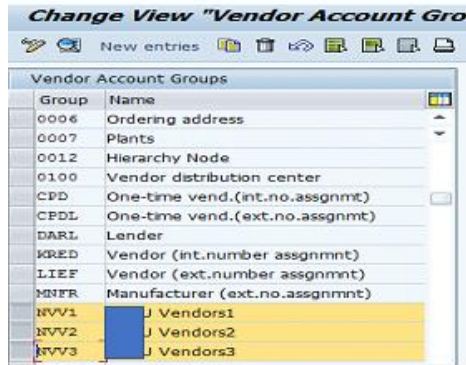 Change View "Vendor Account Gro
New entries
Vendor Account Groups
Group Name
0006 Ordering address
0007 Plants
0012 Hierarchy Node
0100 Vendor distribution center
CPD One-time vend.(int.no.assgnmt)
CPDL One-time vend.(ext.no.assgnmt)
DARL Lender
KRED Vendor (int.number assgnmnt)
LIEF Vendor (ext.number assgnmnt)
MNFR Manufacturer (ext.no.assgnmnt)
NVV1 J Vendors1
NVV2 J Vendors2
NVV3 J Vendors3